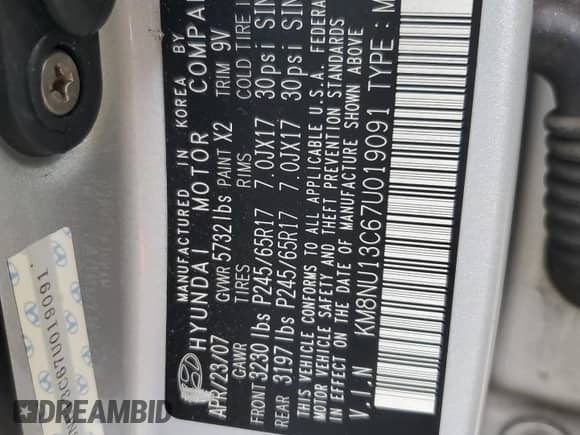 MANUFACTURED IN KOREA BY
HYUNDAI MOTOR COMPA
APR/23/07 GVWR 5732 lbs PAINT X2 TRIM 9V
GAWR TIRES RIMS COLD TIRE I
FRONT 3230 lbs P245/65R17 7.0JX17 30psi SIN
REAR 3197 lbs P245/65R17 7.0JX17 30psi SIN
THIS VEHICLE CONFORMS TO ALL APPLICABLE U.S.A. FEDERA
MOTOR VEHICLE SAFETY AND THEFT PREVENTION STANDARDS
IN EFFECT ON THE DATE OF MANUFACTURE SHOWN ABOVE
V.I.N KM8NU13C67U019091 TYPE : M
3C67U019091
DREAMBID.COM